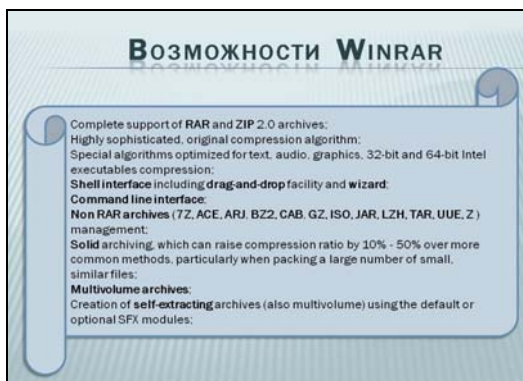 Возможности Winrar
Complete support of RAR and ZIP 2.0 archives;
Highly sophisticated, original compression algorithm;
Special algorithms optimized for text, audio, graphics, 32-bit and 64-bit Intel
executables compression;
Shell interface including drag-and-drop facility and wizard;
Command line interface;
Non RAR archives (7Z, ACE, ARJ, BZ2, CAB, GZ, ISO, JAR, LZH, TAR, UUE, Z )
management;
Solid archiving, which can raise compression ratio by 10% - 50% over more
common methods, particularly when packing a large number of small,
similar files;
Multivolume archives;
Creation of self-extracting archives (also multivolume) using the default or
optional SFX modules;